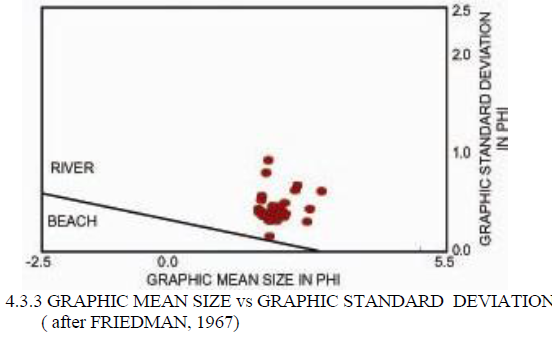 2.5
2.0
1.0
0.0
GRAPHIC STANDARD DEVIATION
IN PHI
RIVER
BEACH
-2.5
0.0
5.5
GRAPHIC MEAN SIZE IN PHI
4.3.3 GRAPHIC MEAN SIZE vs GRAPHIC STANDARD DEVIATION
( after FRIEDMAN, 1967)